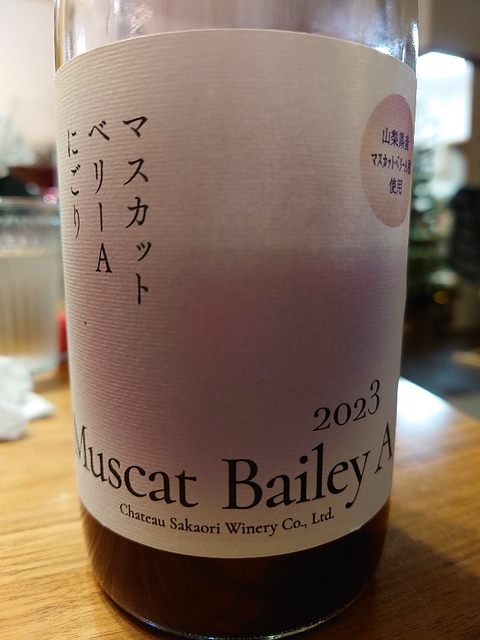 マスカット
ベリーA
にごり
山梨県産
マスカットベリーA種
使用
2023
Muscat Bailey A
Chateau Sakaori Winery Co., Ltd.